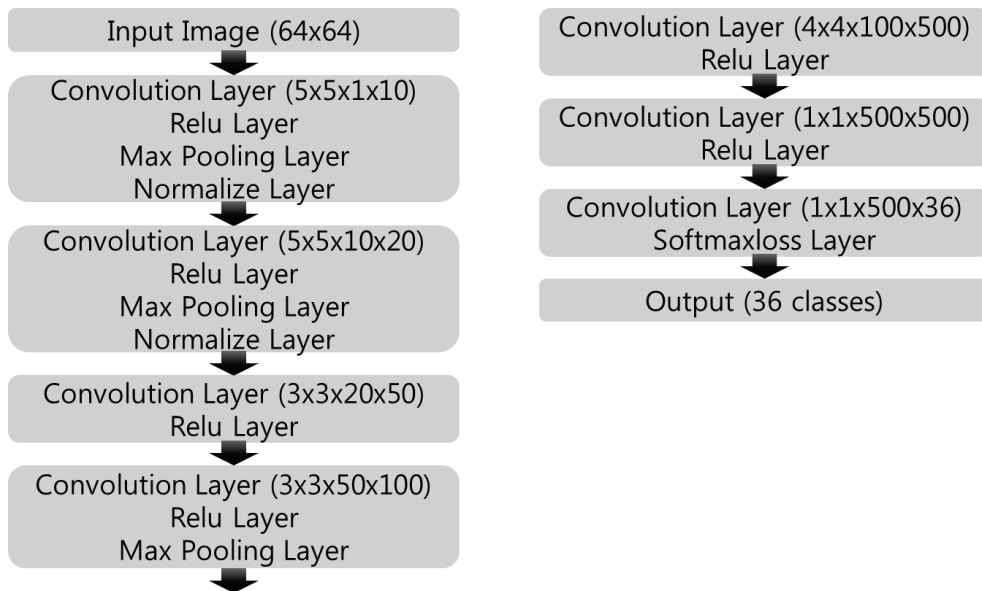 Input Image (64x64)
Convolution Layer (5x5x1x10)
Relu Layer
Max Pooling Layer
Normalize Layer
Convolution Layer (5x5x10x20)
Relu Layer
Max Pooling Layer
Normalize Layer
Convolution Layer (3x3x20x50)
Relu Layer
Convolution Layer (3x3x50x100)
Relu Layer
Max Pooling Layer
Convolution Layer (4x4x100x500)
Relu Layer
Convolution Layer (1x1x500x500)
Relu Layer
Convolution Layer (1x1x500x36)
Softmaxloss Layer
Output (36 classes)